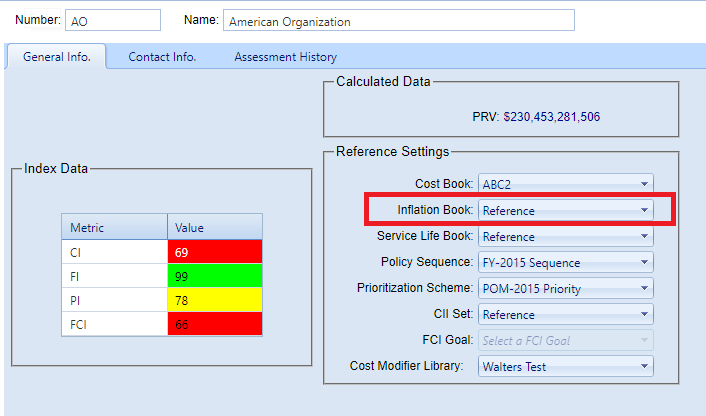 Number: AO Name: American Organization
General Info. Contact Info. Assessment History
Calculated Data
PRV: $230,453,281,506
Index Data
Metric Value
CI 69
FI 99
PI 78
FCI 66
Reference Settings
Cost Book: ABC2
Inflation Book: Reference
Service Life Book: Reference
Policy Sequence: FY-2015 Sequence
Prioritization Scheme: POM-2015 Priority
CII Set: Reference
FCI Goal: Select a FCI Goal
Cost Modifier Library: Walters Test